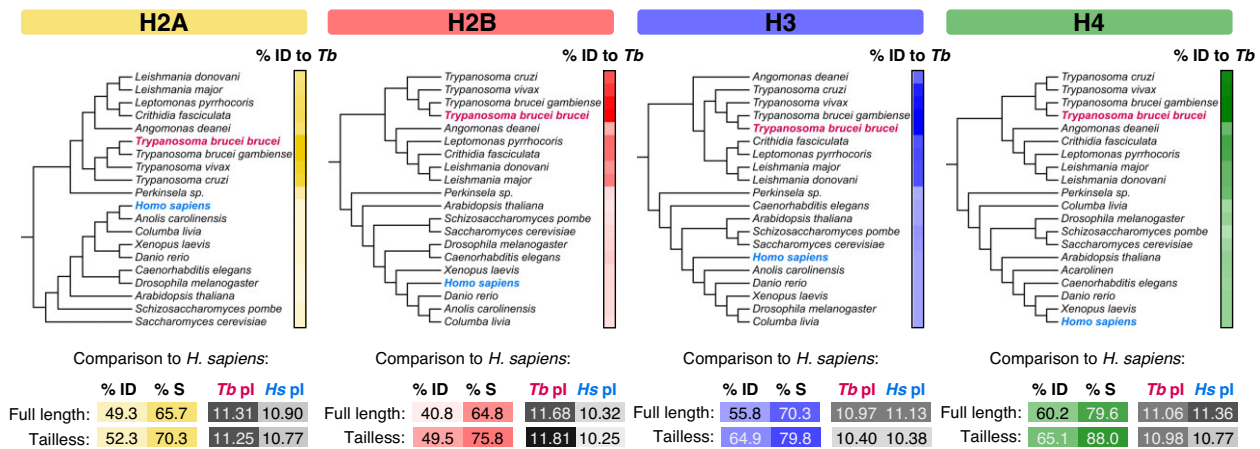 H2A
% ID to Tb
Leishmania donovani
Leishmania major
Leptomonas pyrrhocoris
Crithidia fasciculata
Angomonas deanei
Trypanosoma brucei brucei
Trypanosoma brucei gambiense
Trypanosoma vivax
Trypanosoma cruzi
Perkinsela sp.
Homo sapiens
Anolis carolinensis
Columba livia
Xenopus laevis
Danio rerio
Caenorhabditis elegans
Drosophila melanogaster
Arabidopsis thaliana
Schizosaccharomyces pombe
Saccharomyces cerevisiae
Comparison to H. sapiens:
% ID % S Tb pI Hs pI
Full length: 49.3 65.7 11.31 10.90
Tailless: 52.3 70.3 11.25 10.77
H2B
% ID to Tb
Trypanosoma cruzi
Trypanosoma vivax
Trypanosoma brucei gambiense
Trypanosoma brucei brucei
Angomonas deanei
Leptomonas pyrrhocoris
Crithidia fasciculata
Leishmania donovani
Leishmania major
Perkinsela sp.
Arabidopsis thaliana
Schizosaccharomyces pombe
Saccharomyces cerevisiae
Drosophila melanogaster
Caenorhabditis elegans
Xenopus laevis
Homo sapiens
Danio rerio
Anolis carolinensis
Columba livia
Comparison to H. sapiens:
% ID % S Tb pI Hs pI
Full length: 40.8 64.8 11.68 10.32
Tailless: 49.5 75.8 11.81 10.25
H3
% ID to Tb
Angomonas deanei
Trypanosoma cruzi
Trypanosoma vivax
Trypanosoma brucei gambiense
Trypanosoma brucei brucei
Crithidia fasciculata
Leptomonas pyrrhocoris
Leishmania major
Leishmania donovani
Perkinsela sp.
Caenorhabditis elegans
Arabidopsis thaliana
Schizosaccharomyces pombe
Saccharomyces cerevisiae
Homo sapiens
Anolis carolinensis
Danio rerio
Xenopus laevis
Drosophila melanogaster
Columba livia
Comparison to H. sapiens:
% ID % S Tb pI Hs pI
Full length: 55.8 70.3 10.97 11.13
Tailless: 64.9 79.8 10.40 10.38
H4
% ID to Tb
Trypanosoma cruzi
Trypanosoma vivax
Trypanosoma brucei gambiense
Trypanosoma brucei brucei
Angomonas deaneii
Crithidia fasciculata
Leptomonas pyrrhocoris
Leishmania major
Leishmania donovani
Perkinsela sp.
Columba livia
Drosophila melanogaster
Schizosaccharomyces pombe
Saccharomyces cerevisiae
Arabidopsis thaliana
Acarolinen
Caenorhabditis elegans
Danio rerio
Xenopus laevis
Homo sapiens
Comparison to H. sapiens:
% ID % S Tb pI Hs pI
Full length: 60.2 79.6 11.06 11.36
Tailless: 65.1 88.0 10.98 10.77